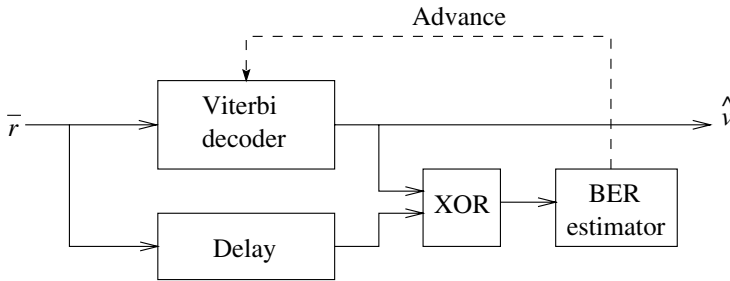 Advance
r̅
Viterbi
decoder
v̂
XOR
BER
estimator
Delay